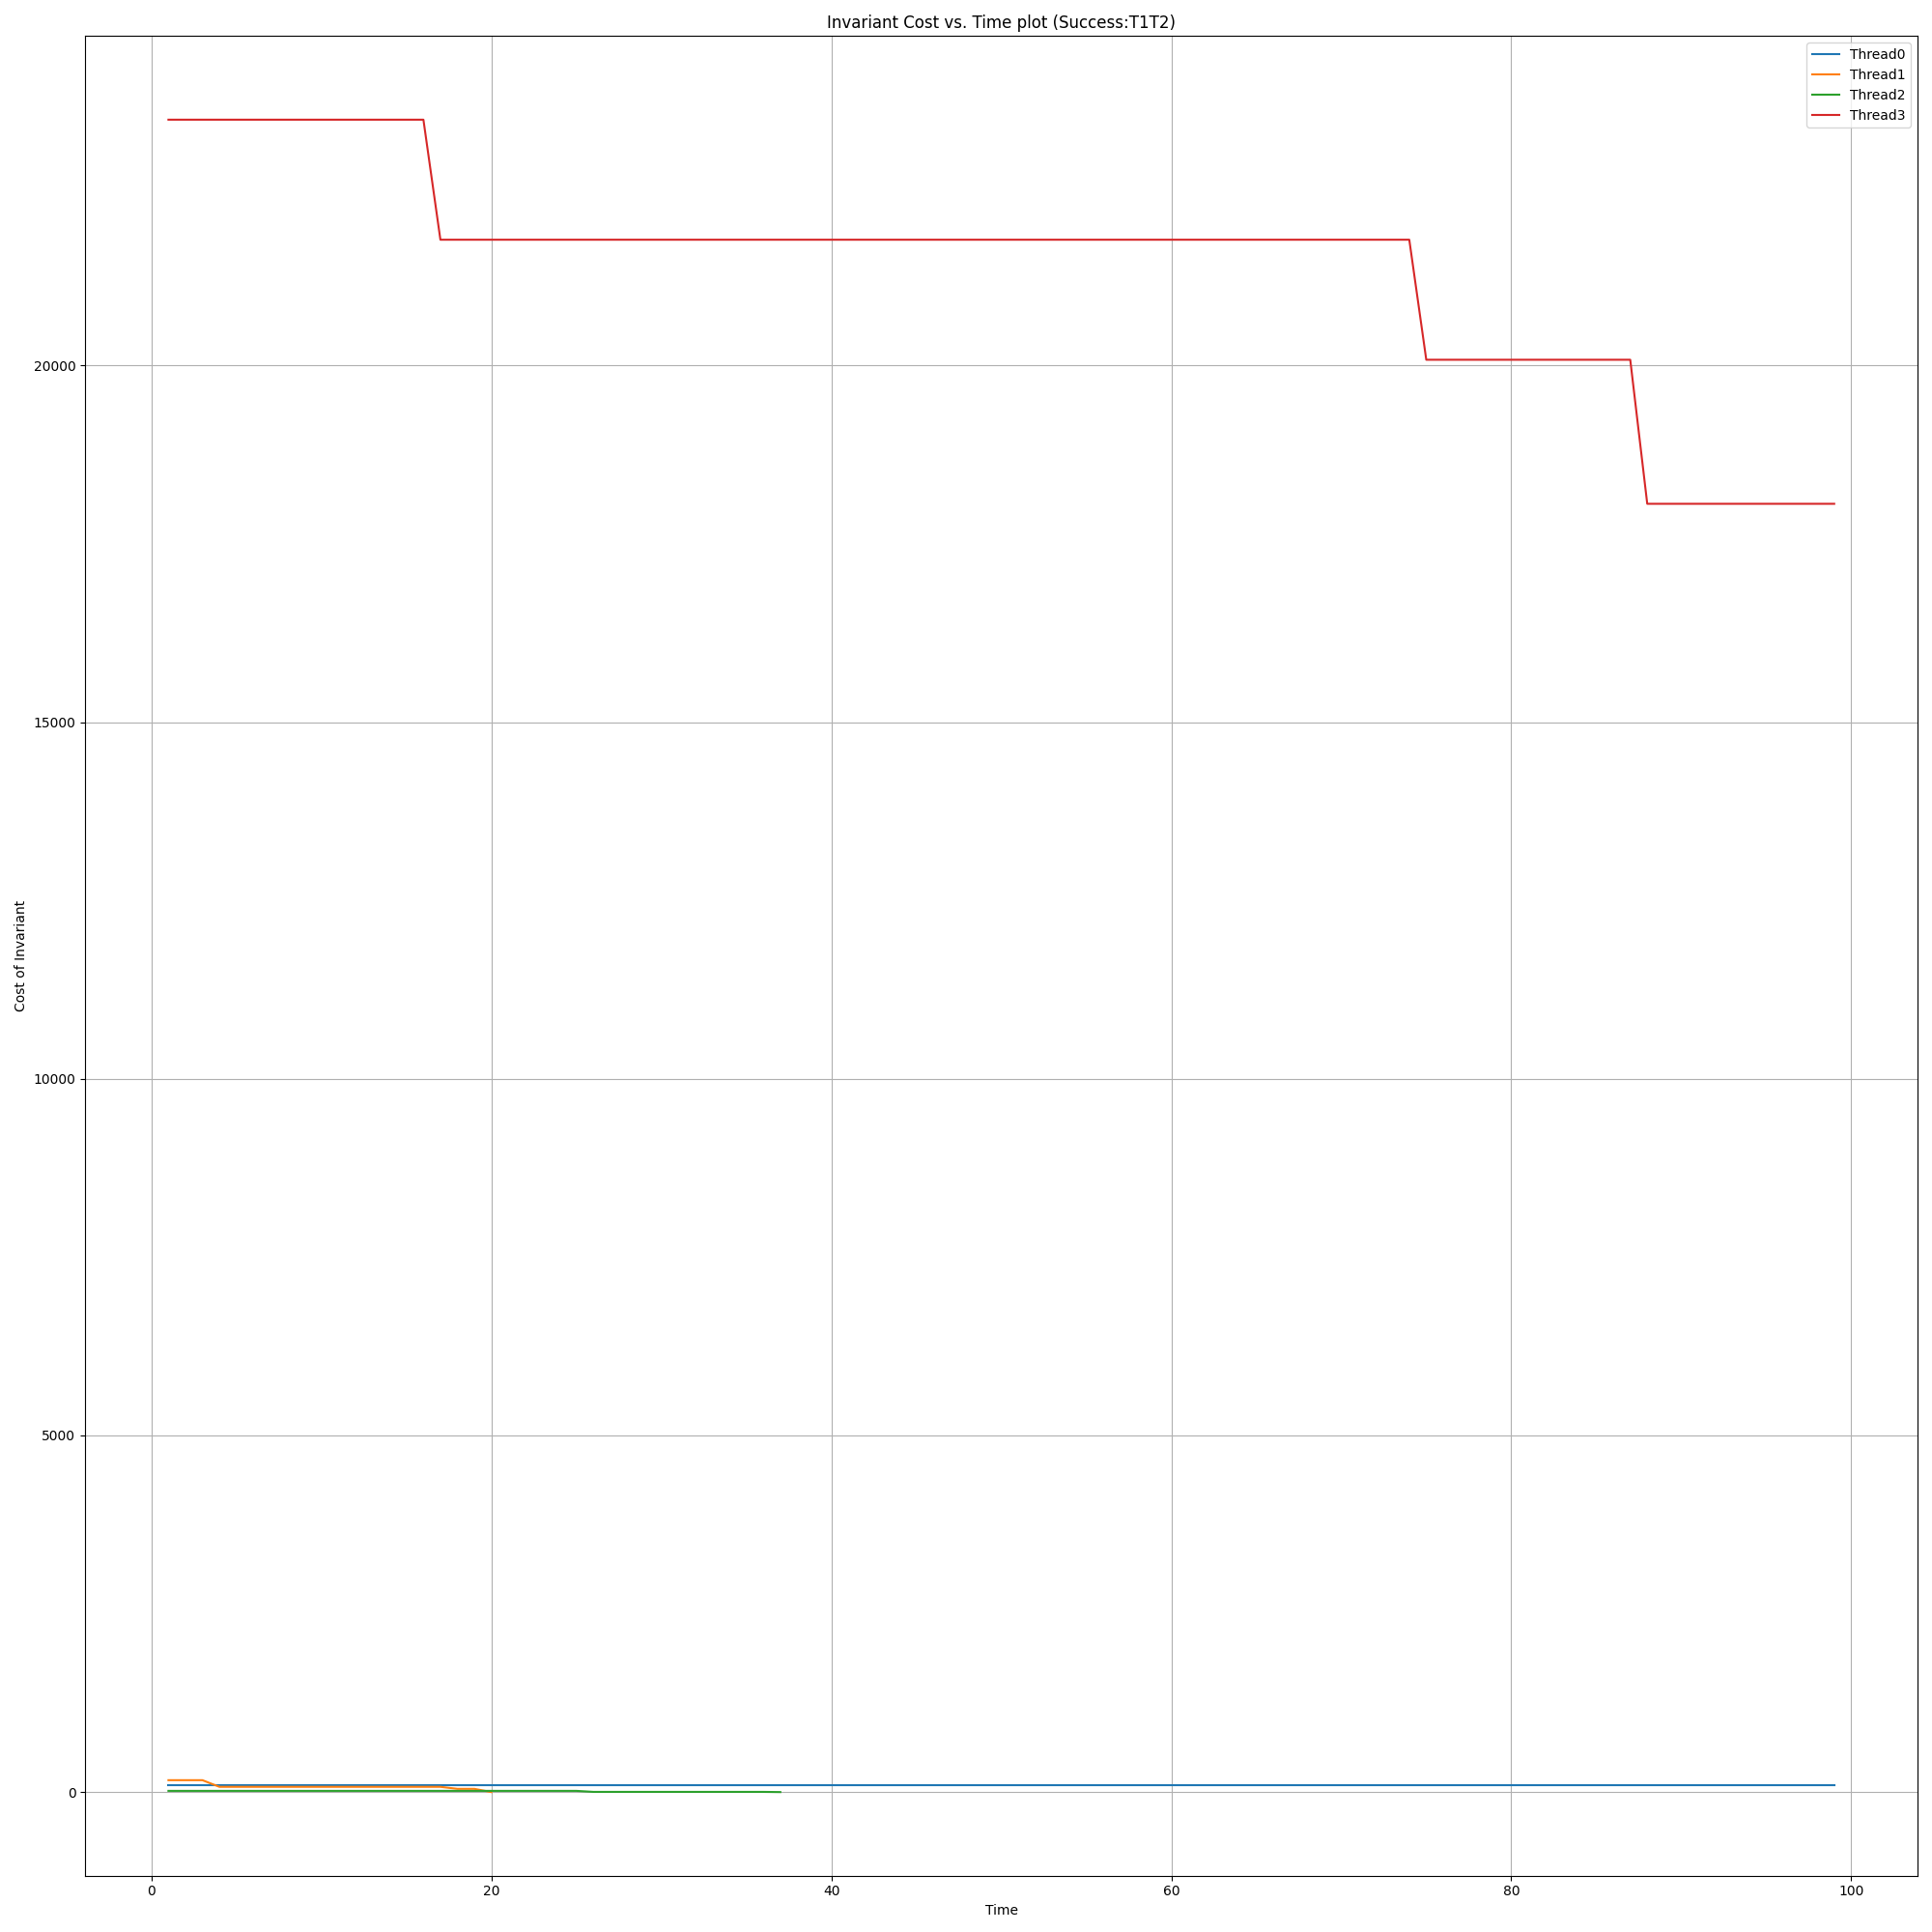 Invariant Cost vs. Time plot (Success:T1T2)
Thread0
Thread1
Thread2
Thread3
20000
15000
10000
5000
0
Cost of Invariant
0 20 40 60 80 100
Time